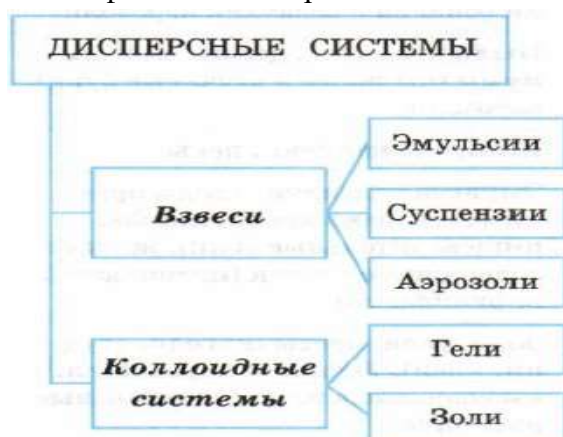 ДИСПЕРСНЫЕ СИСТЕМЫ
Взвеси
Эмульсии
Суспензии
Аэрозоли
Коллоидные
системы
Гели
Золи